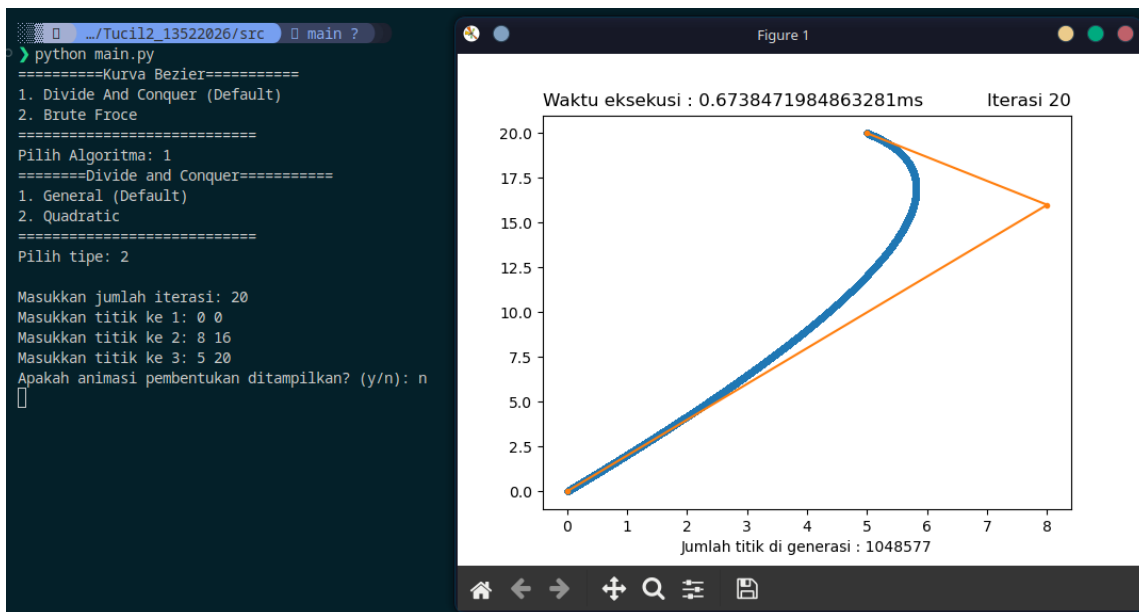 …/Tucil2_13522026/src main ?
❯ python main.py
==========Kurva Bezier===========
1. Divide And Conquer (Default)
2. Brute Froce
============================
Pilih Algoritma: 1
========Divide and Conquer===========
1. General (Default)
2. Quadratic
============================
Pilih tipe: 2
Masukkan jumlah iterasi: 20
Masukkan titik ke 1: 0 0
Masukkan titik ke 2: 8 16
Masukkan titik ke 3: 5 20
Apakah animasi pembentukan ditampilkan? (y/n): n
Figure 1
Waktu eksekusi : 0.6738471984863281ms Iterasi 20
20.0
17.5
15.0
12.5
10.0
7.5
5.0
2.5
0.0
0 1 2 3 4 5 6 7 8
Jumlah titik di generasi : 1048577